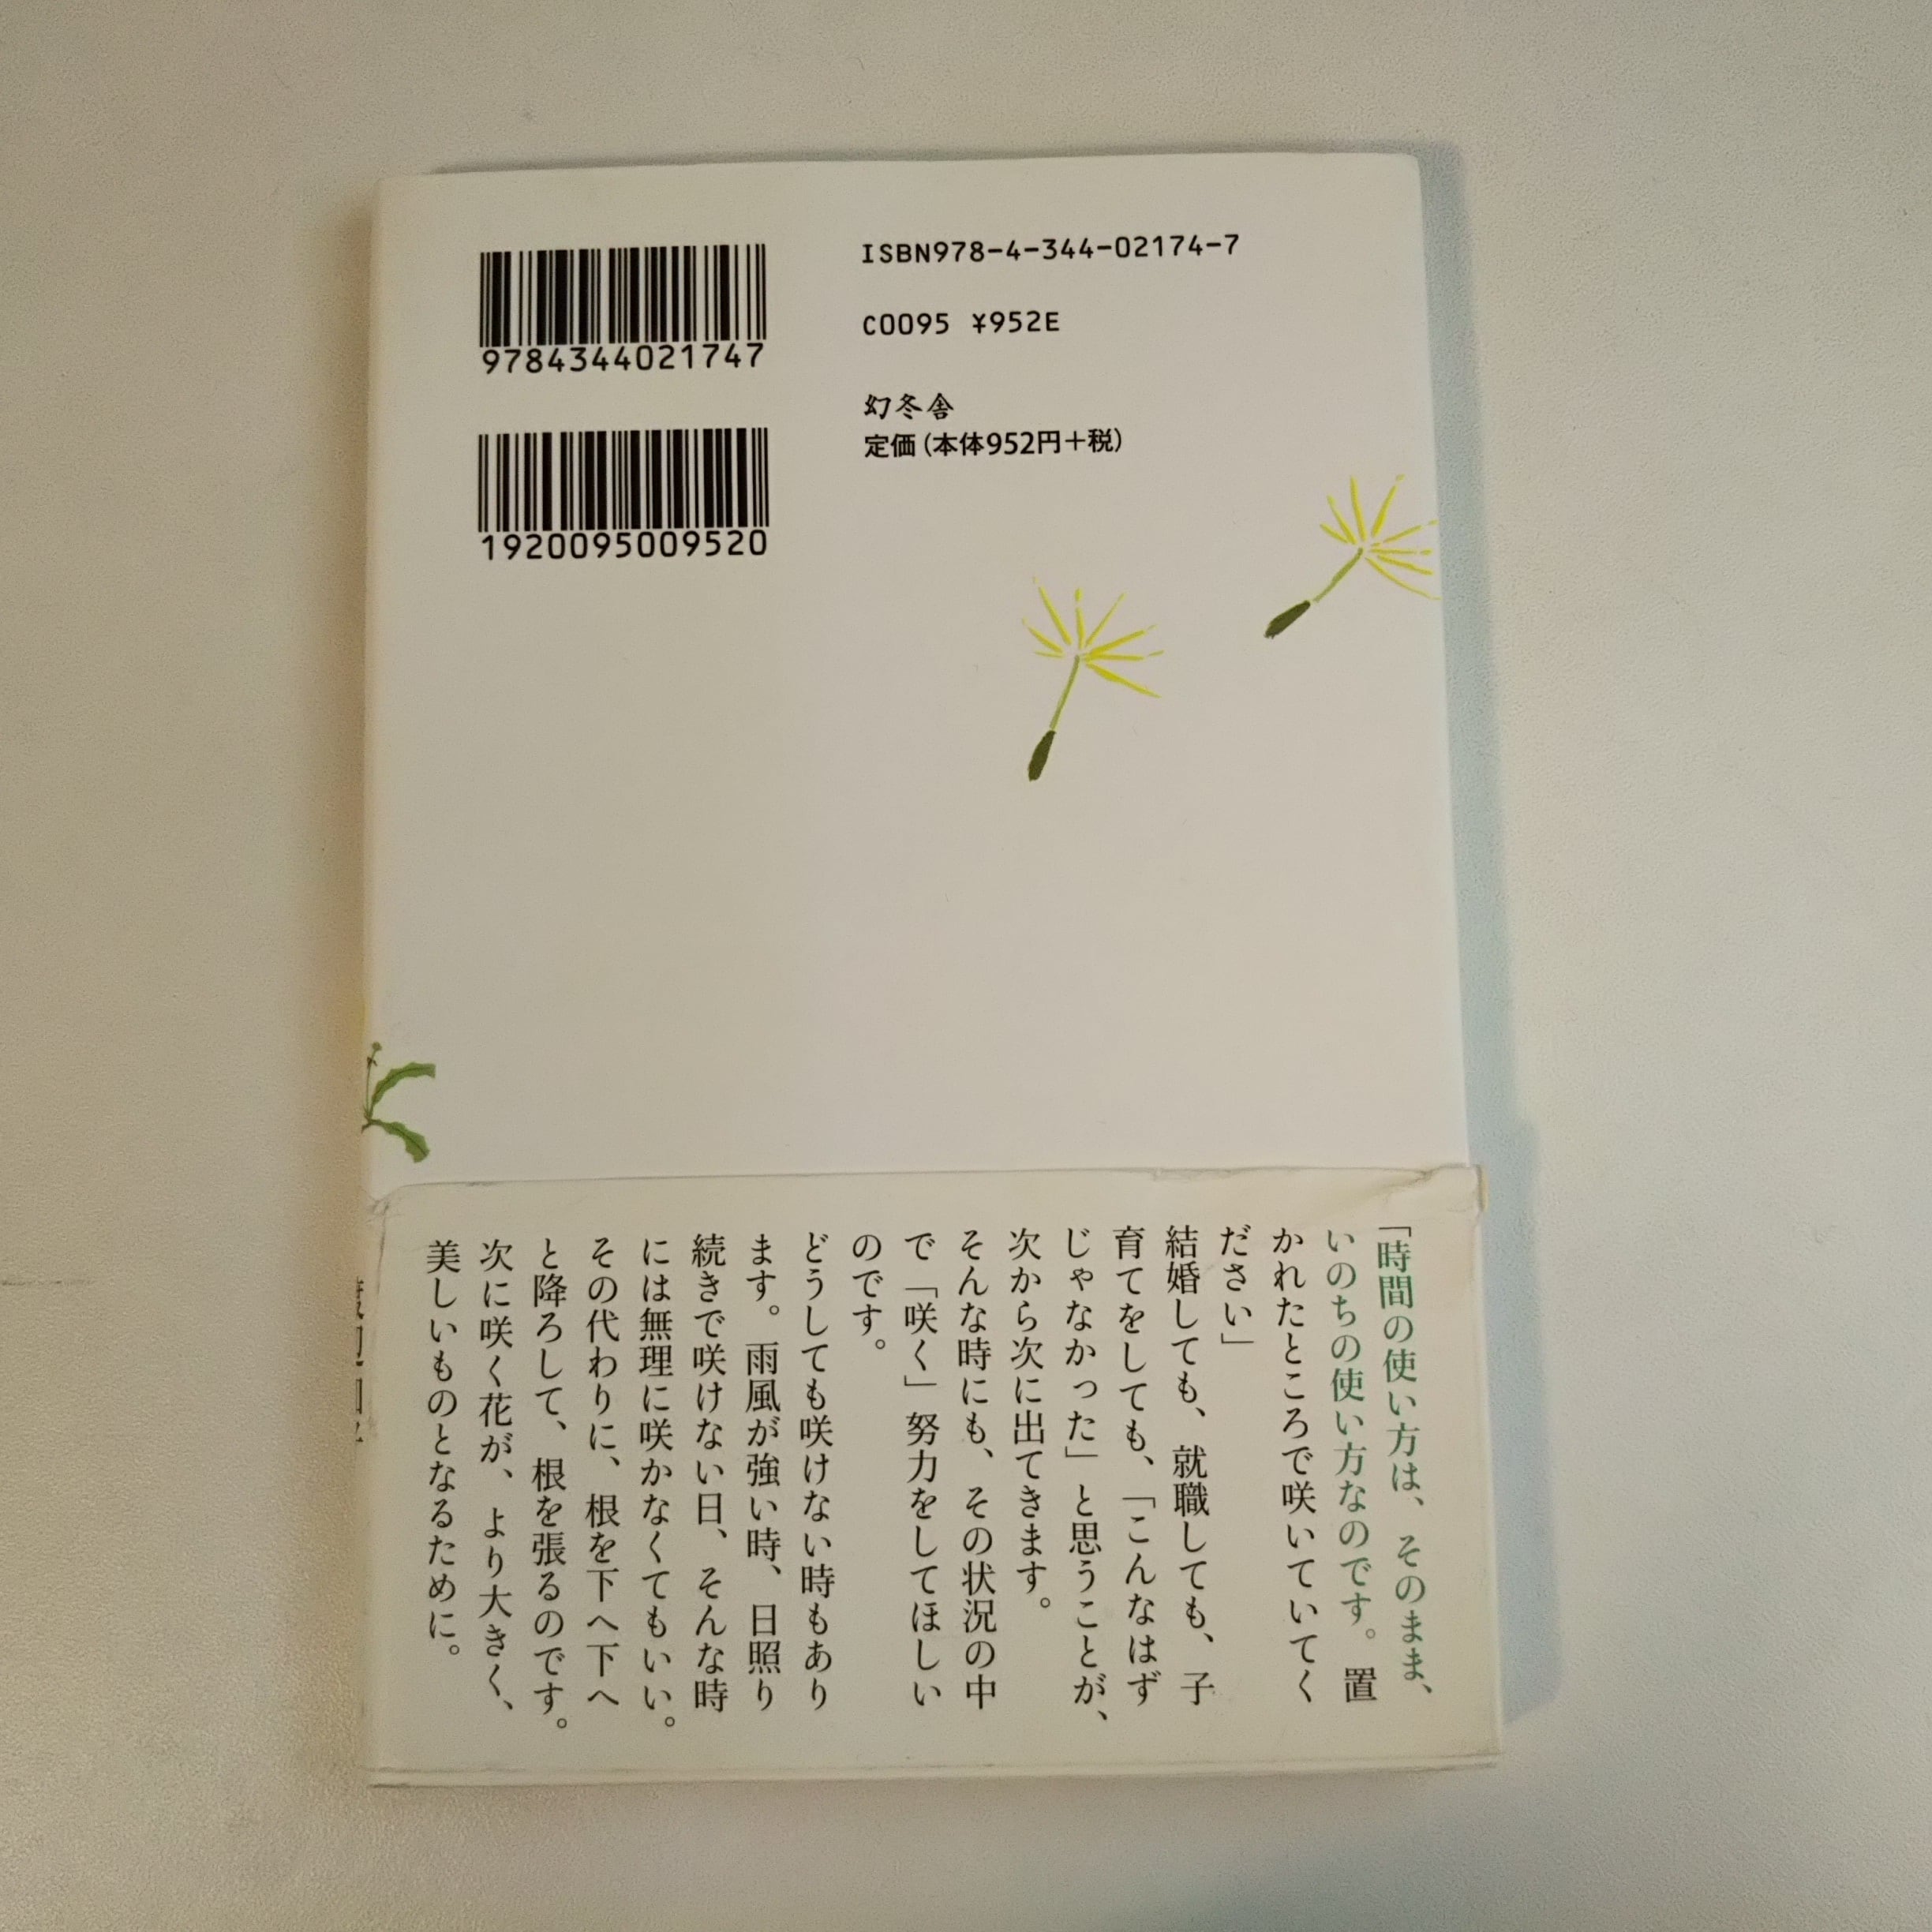 9784344021747
1920095009520
ISBN978-4-344-02174-7
C0095 ¥952E
幻冬舎
定価(本体952円+税)
「時間の使い方は、そのまま、
いのちの使い方なのです。置
かれたところで咲いていてく
ださい」
結婚しても、就職しても、子
育てをしても、「こんなはず
じゃなかった」と思うことが、
次から次に出てきます。
そんな時にも、その状況の中
で「咲く」努力をしてほしい
のです。
どうしても咲けない時もあり
ます。雨風が強い時、日照り
続きで咲けない日、そんな時
には無理に咲かなくてもいい。
その代わりに、根を下へ下へ
と降ろして、根を張るのです。
次に咲く花が、より大きく、
美しいものとなるために。